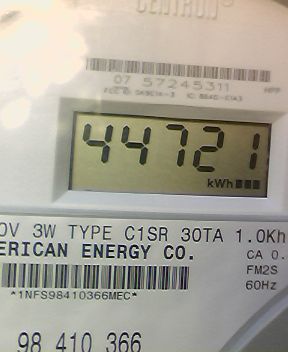 CENTRON®
07 57245311
44721
kWh
0V 3W TYPE C1SR 30TA 1.0Kh
ERICAN ENERGY CO.
CA 0.
FM2S
60Hz
*1NFS98410366MEC*
98 410 366